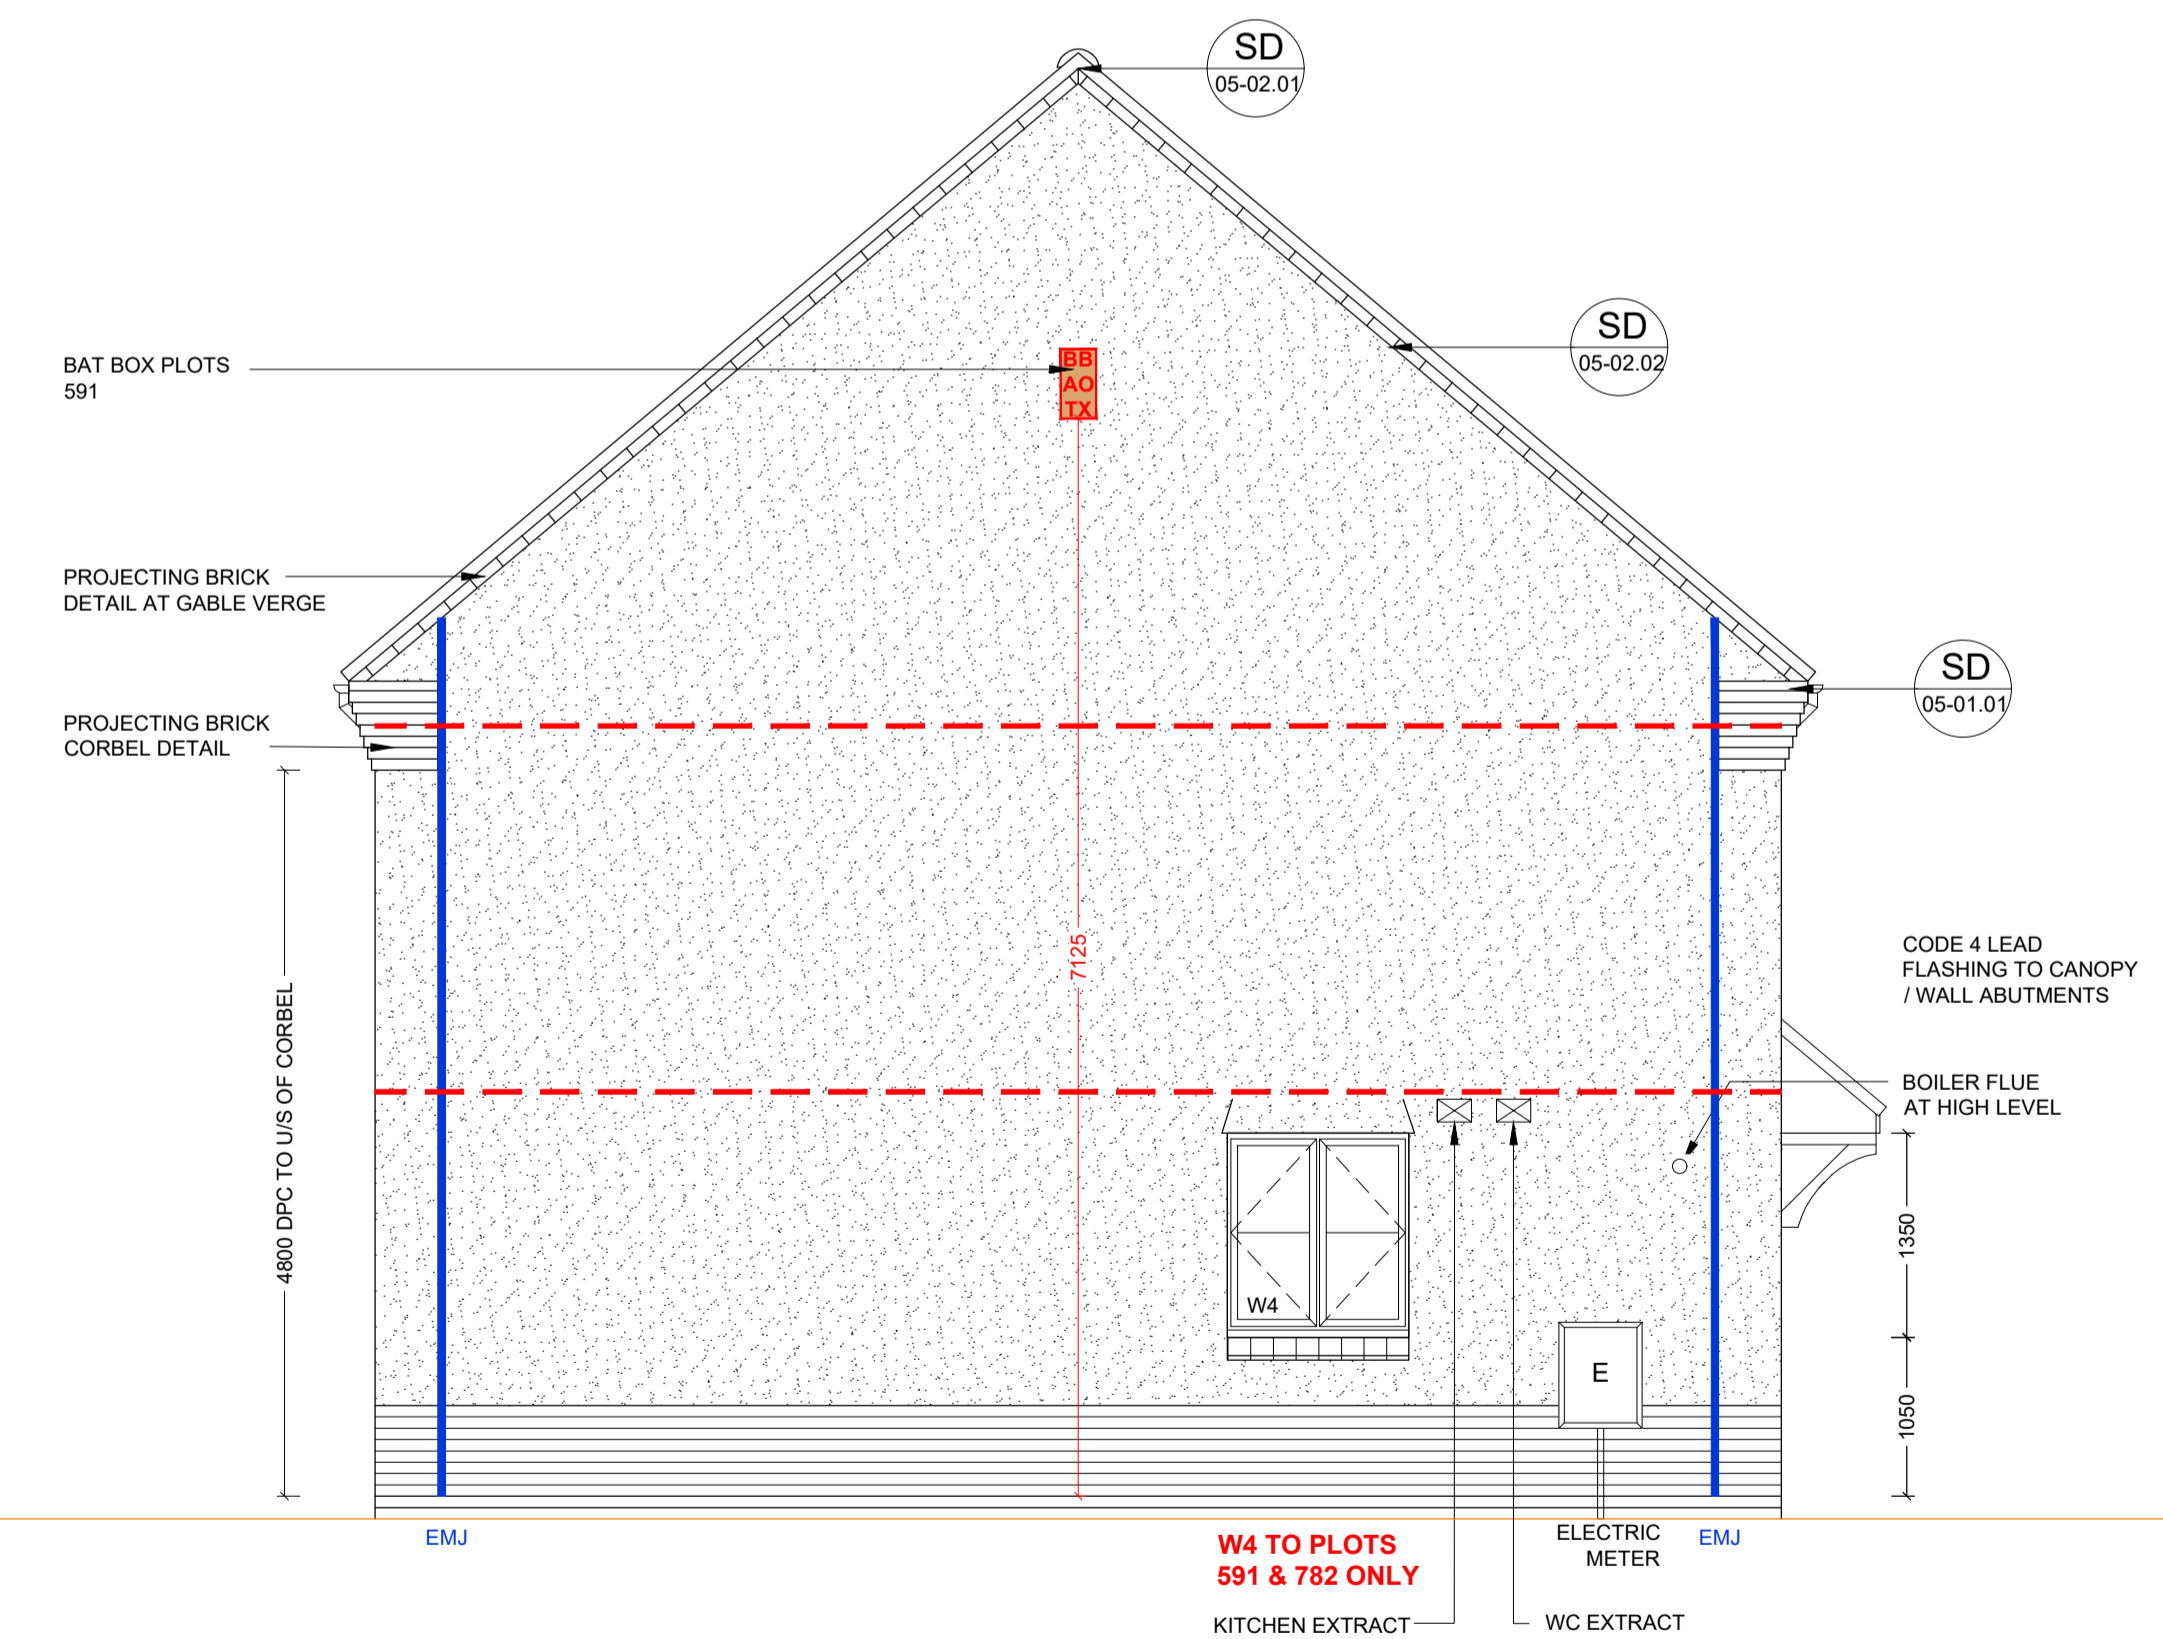 SD
05-02.01
SD
05-02.02
BAT BOX PLOTS
591
BB
AO
TX
PROJECTING BRICK
DETAIL AT GABLE VERGE
SD
05-01.01
PROJECTING BRICK
CORBEL DETAIL
4800 DPC TO U/S OF CORBEL
7125
CODE 4 LEAD
FLASHING TO CANOPY
/ WALL ABUTMENTS
BOILER FLUE
AT HIGH LEVEL
1350
1050
W4
E
EMJ
W4 TO PLOTS
591 & 782 ONLY
ELECTRIC
METER
EMJ
KITCHEN EXTRACT
WC EXTRACT